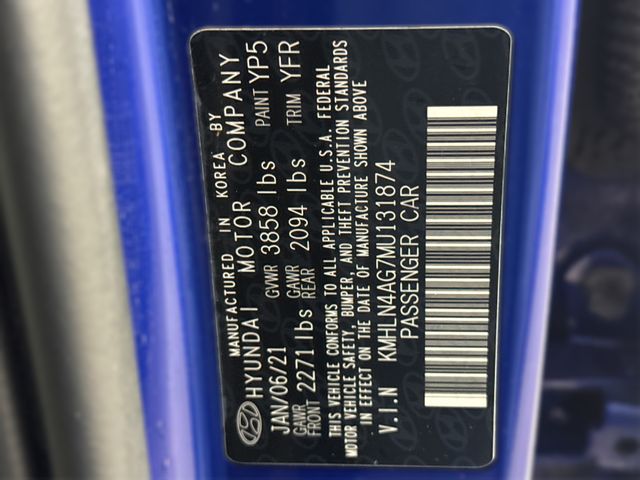 MANUFACTURED IN KOREA BY
HYUNDAI MOTOR COMPANY
JAN/06/21 GVWR 3858 lbs PAINT YP5
GAWR FRONT 2271 lbs GAWR REAR 2094 lbs TRIM YFR
THIS VEHICLE CONFORMS TO ALL APPLICABLE U.S.A. FEDERAL
MOTOR VEHICLE SAFETY, BUMPER, AND THEFT PREVENTION STANDARDS
IN EFFECT ON THE DATE OF MANUFACTURE SHOWN ABOVE
V.I.N KMHLN4AG7MU131874
PASSENGER CAR